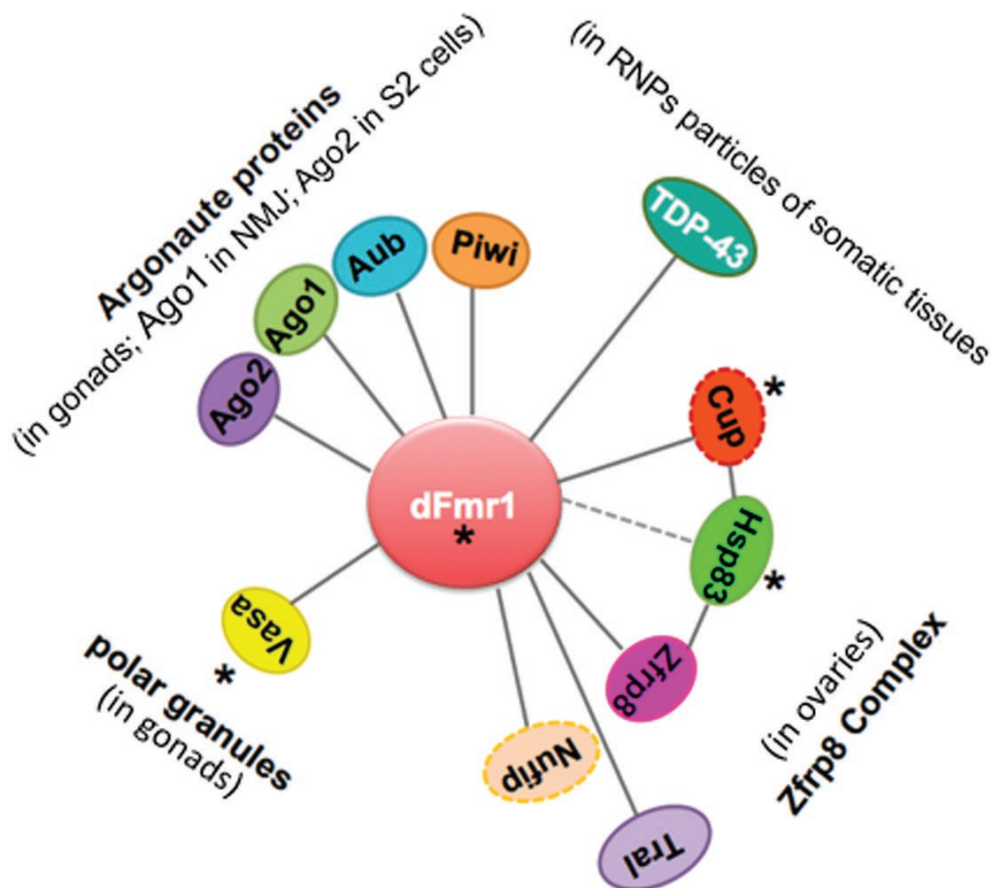 Argonaute proteins
(in gonads; Ago1 in NMJ; Ago2 in S2 cells)
(in RNPs particles of somatic tissues
TDP-43
Piwi
Aub
Ago1
Ago2
Cup
*
dFmr1
*
Hsp83
*
Vasa
*
polar granules
(in gonads)
Zfrp8
(in ovaries)
Zfrp8 Complex
Nufip
Tral